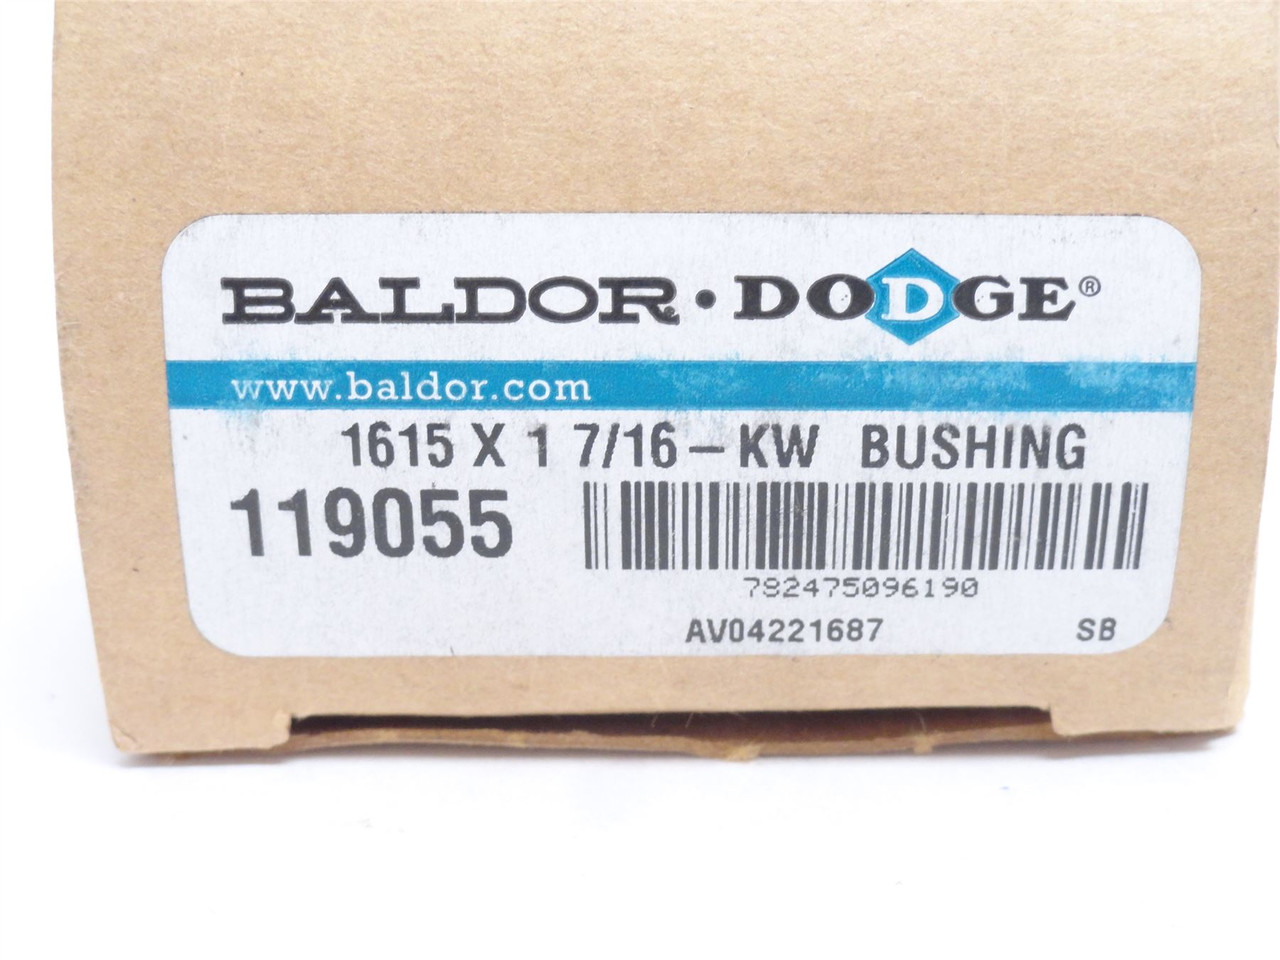 BALDOR · DODGE®
www.baldor.com
1615 X 1 7/16 - KW BUSHING
119055
782475096190
AV04221687 SB